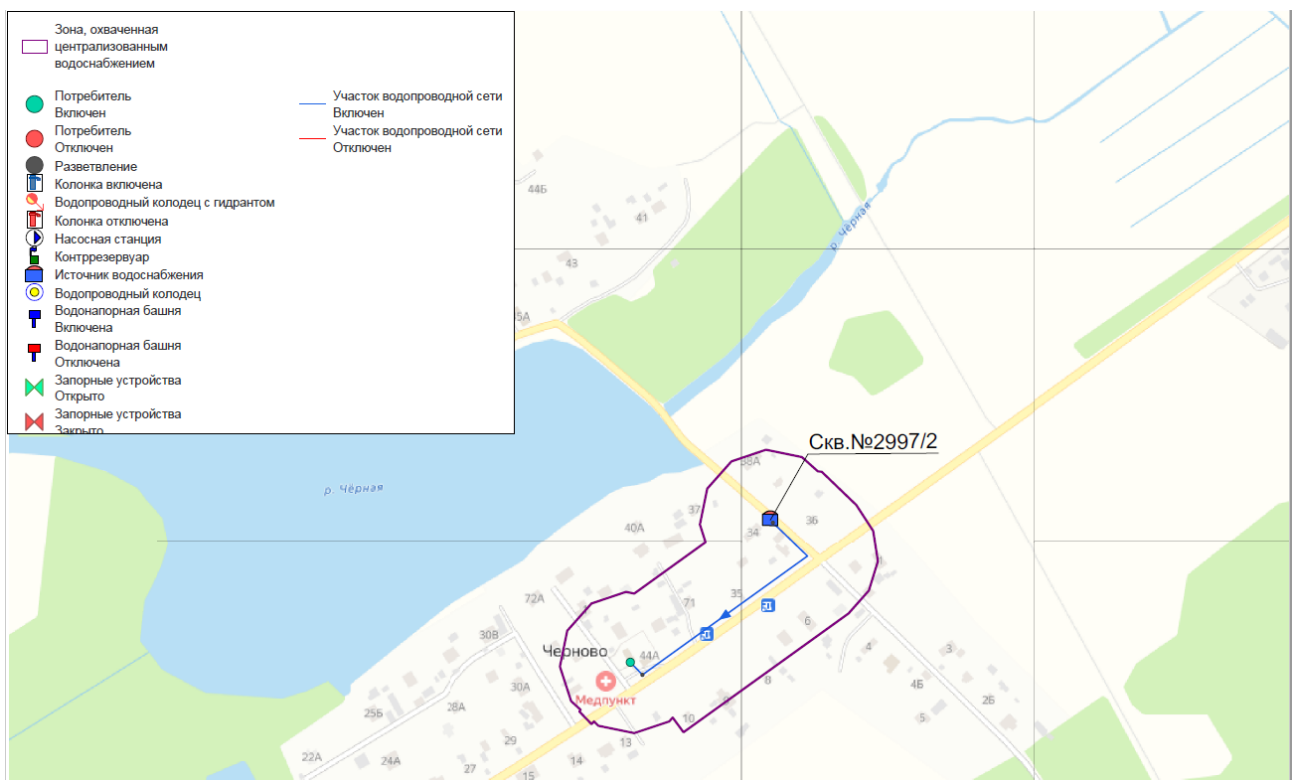 Зона, охваченная
централизованным
водоснабжением
Потребитель
Включен
Участок водопроводной сети
Включен
Потребитель
Отключен
Участок водопроводной сети
Отключен
Разветвление
Колонка включена
Водопроводный колодец с гидрантом
Колонка отключена
Насосная станция
Контррезервуар
Источник водоснабжения
Водопроводный колодец
Водонапорная башня
Включена
Водонапорная башня
Отключена
Запорные устройства
Открыто
Запорные устройства
Закрыто
44Б
41
43
р. Чёрная
Скв.№2997/2
38А
р. Чёрная
37
36
40А
34
72А
35
71
6
30В
Черново
44А
4
3
30А
Медпункт
8
4Б
2Б
25Б
28А
9
10
5
29
13
22А
24А
27
14
15